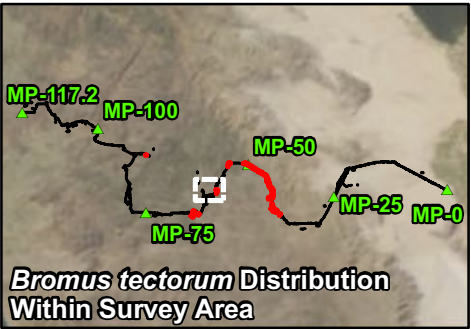 MP-117.2
MP-100
MP-50
MP-25
MP-0
MP-75
Bromus tectorum Distribution
Within Survey Area